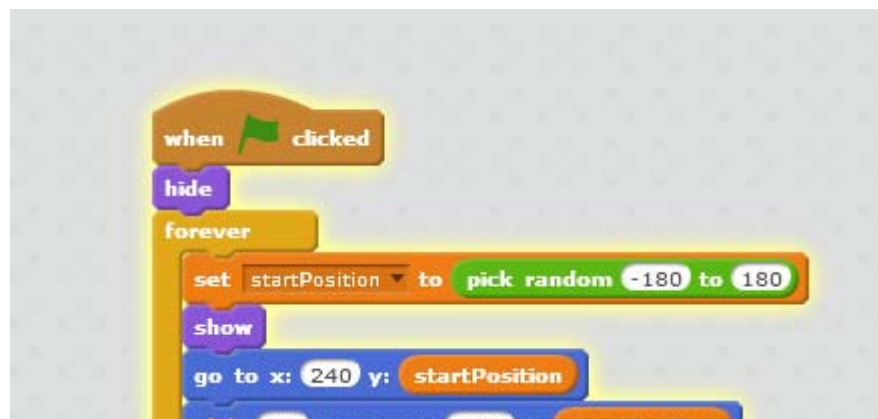 when clicked
hide
forever
set startPosition to pick random -180 to 180
show
go to x: 240 y: startPosition